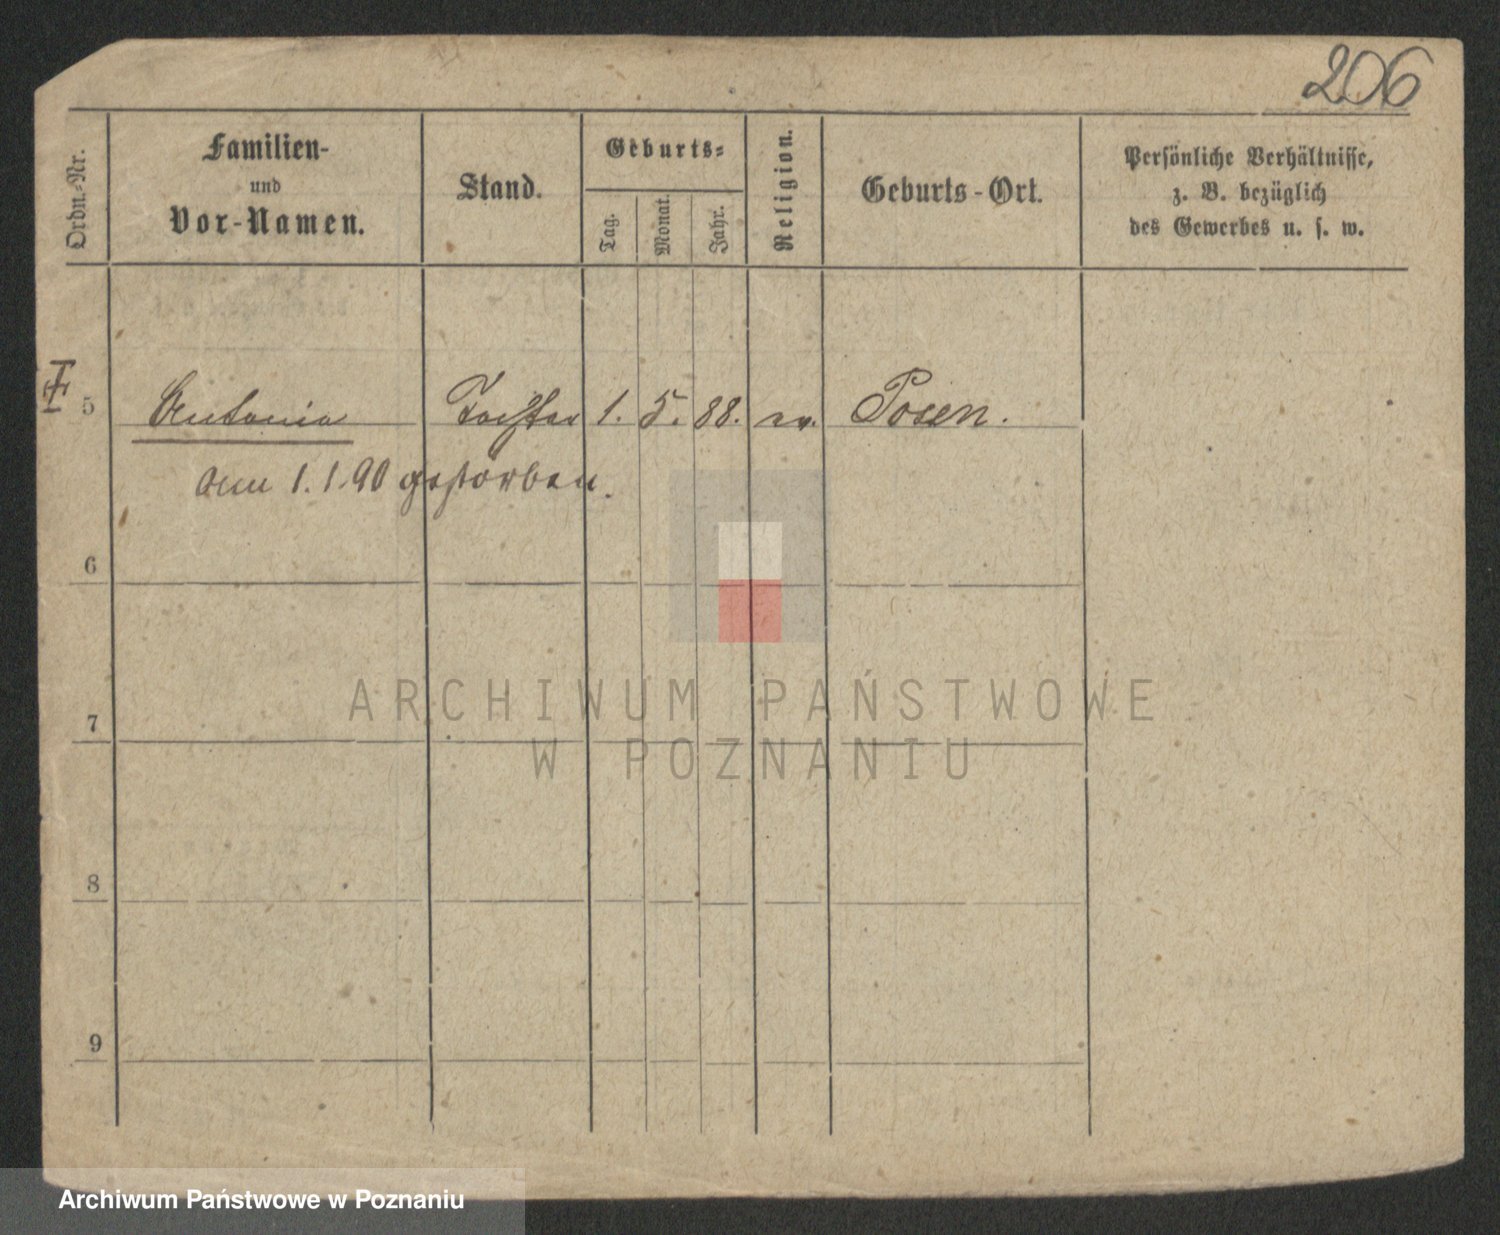 206
Ordn.-Nr.
Familien-
und
Vor-Namen.
Stand.
Geburts-
Tag.
Monat.
Jahr.
Religion.
Geburts-Ort.
Persönliche Verhältnisse,
z. B. bezüglich
des Gewerbes u. s. w.
5 Antonia Tochter 1. 5. 88. ev. Posen.
am 1.1.90 gestorben.
6
7
8
9
ARCHIWUM PAŃSTWOWE
W POZNANIU
Archiwum Państwowe w Poznaniu